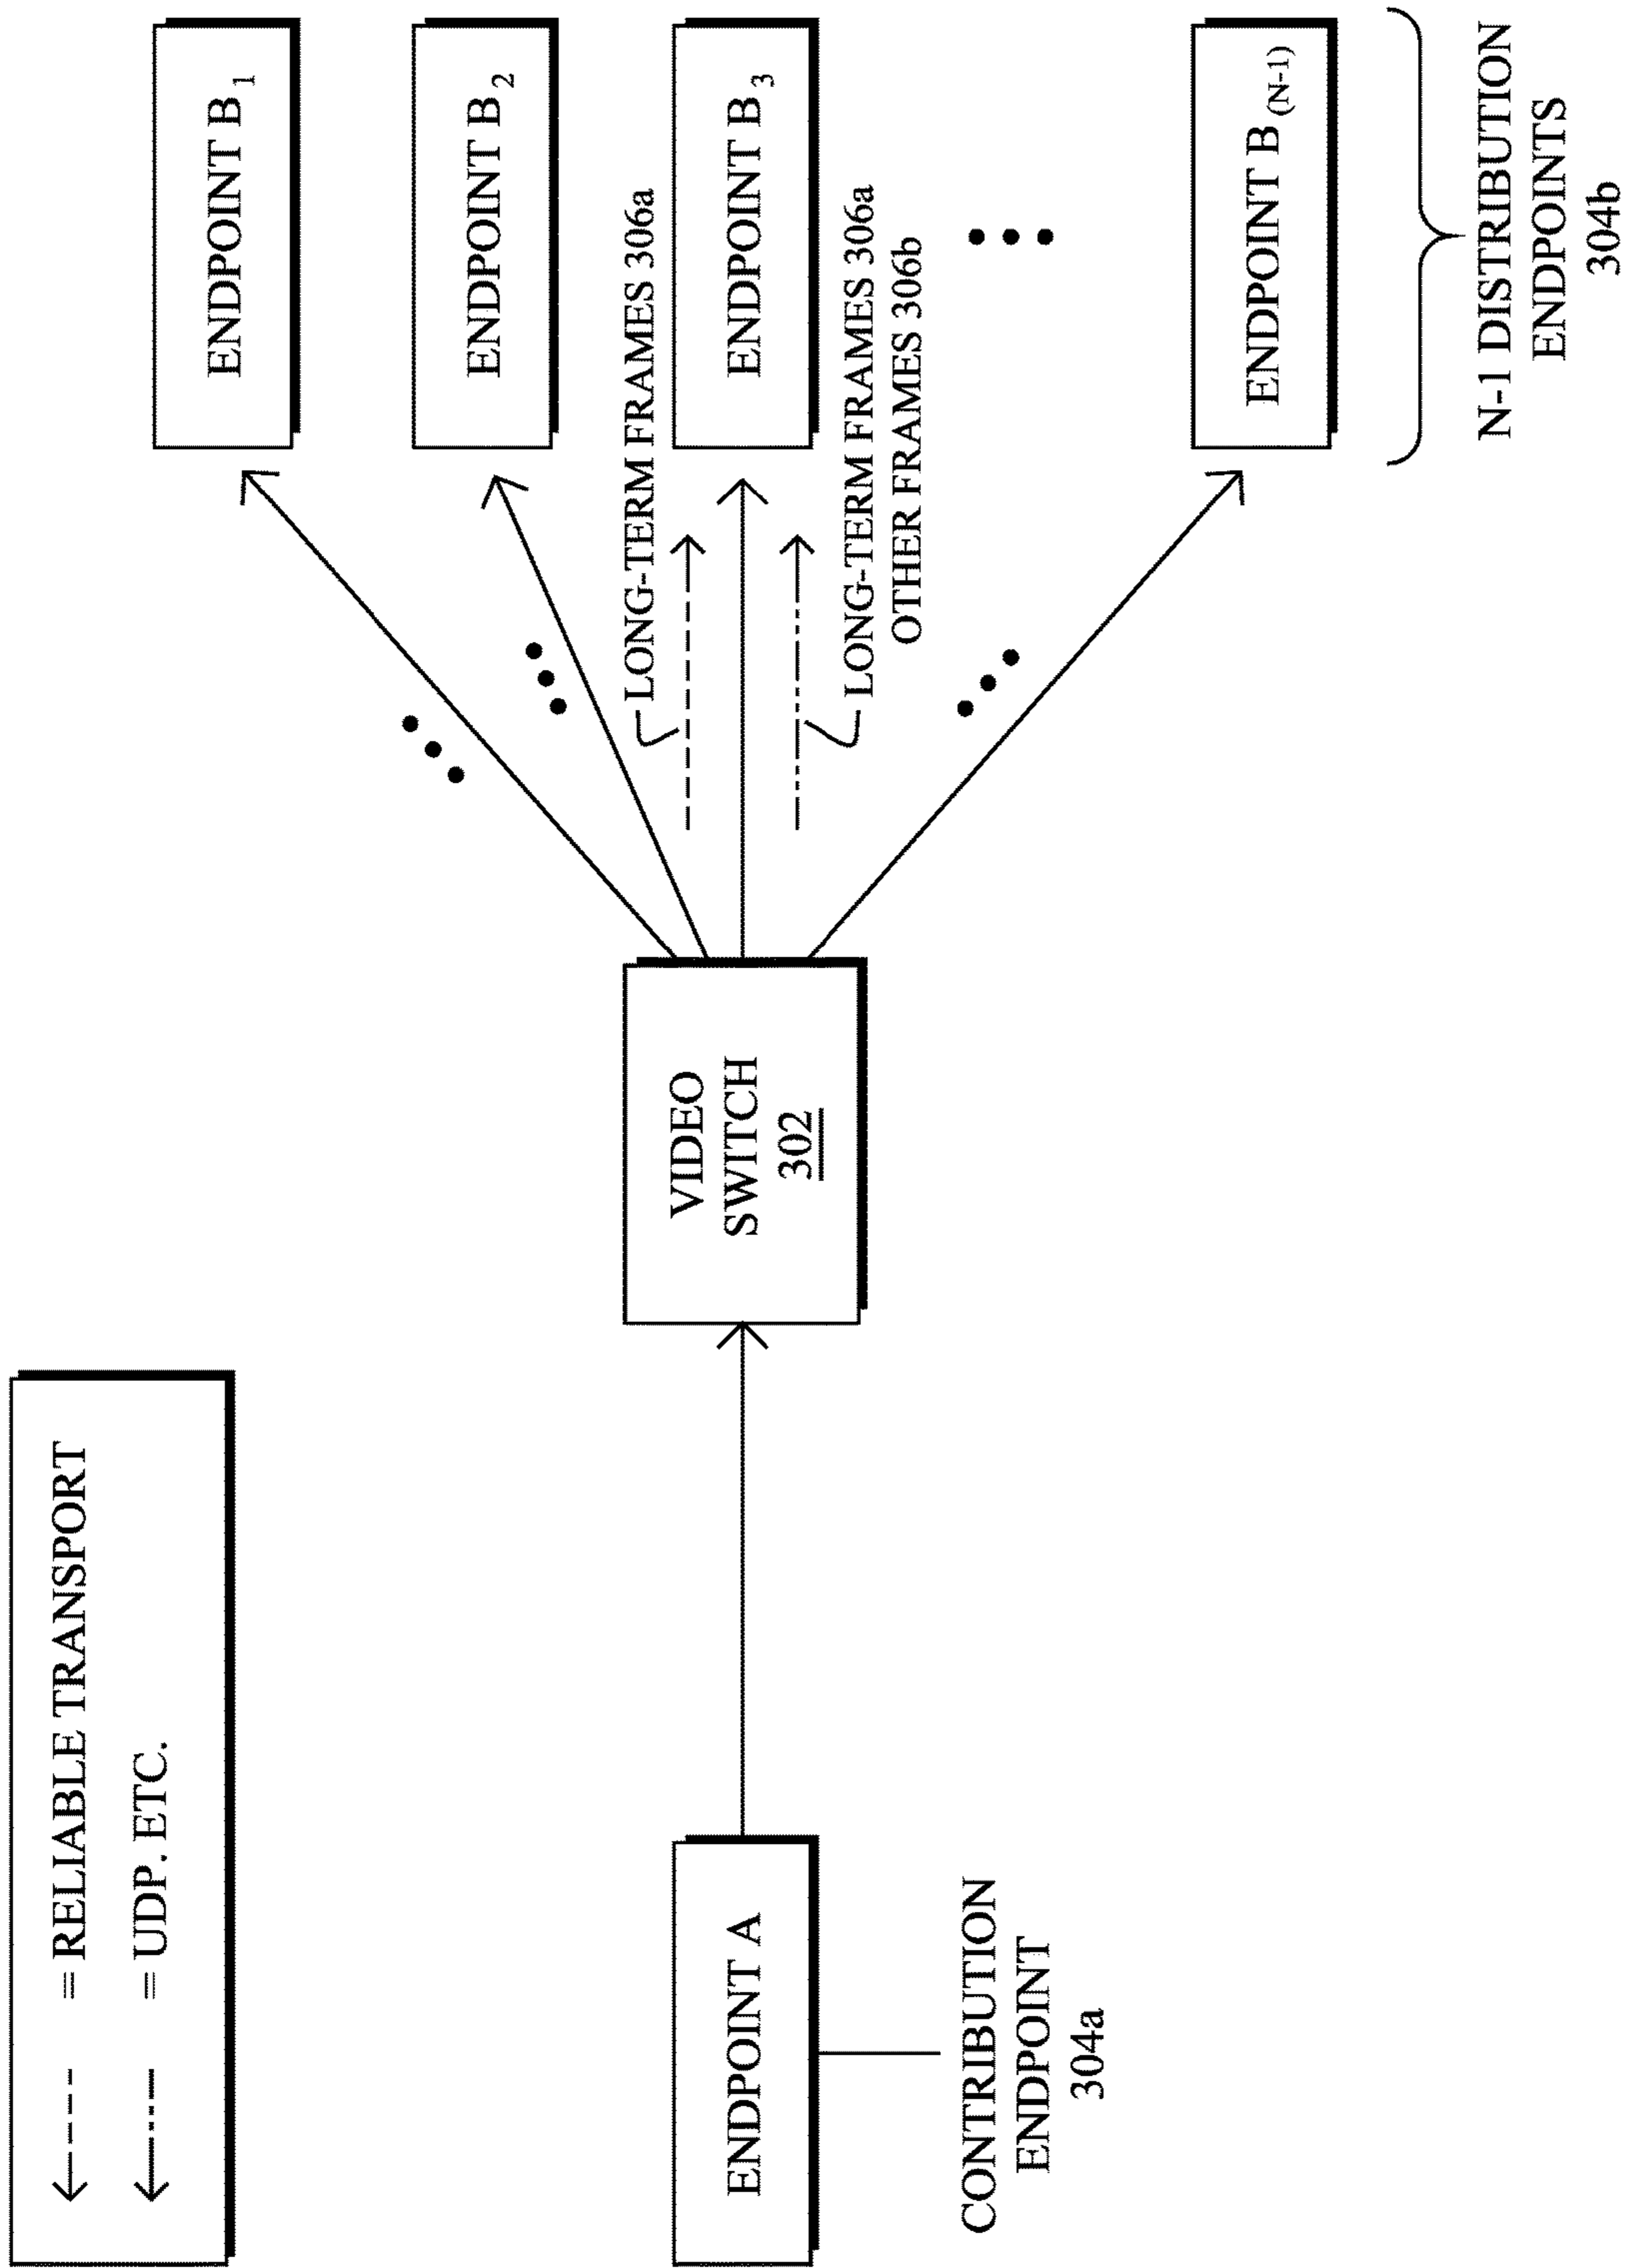 = RELIABLE TRANSPORT
= UDP. ETC.
ENDPOINT A
CONTRIBUTION
ENDPOINT
304a
VIDEO
SWITCH
302
LONG-TERM FRAMES 306a
LONG-TERM FRAMES 306a
OTHER FRAMES 306b
ENDPOINT B1
ENDPOINT B2
ENDPOINT B3
ENDPOINT B(N-1)
N-1 DISTRIBUTION
ENDPOINTS
304b